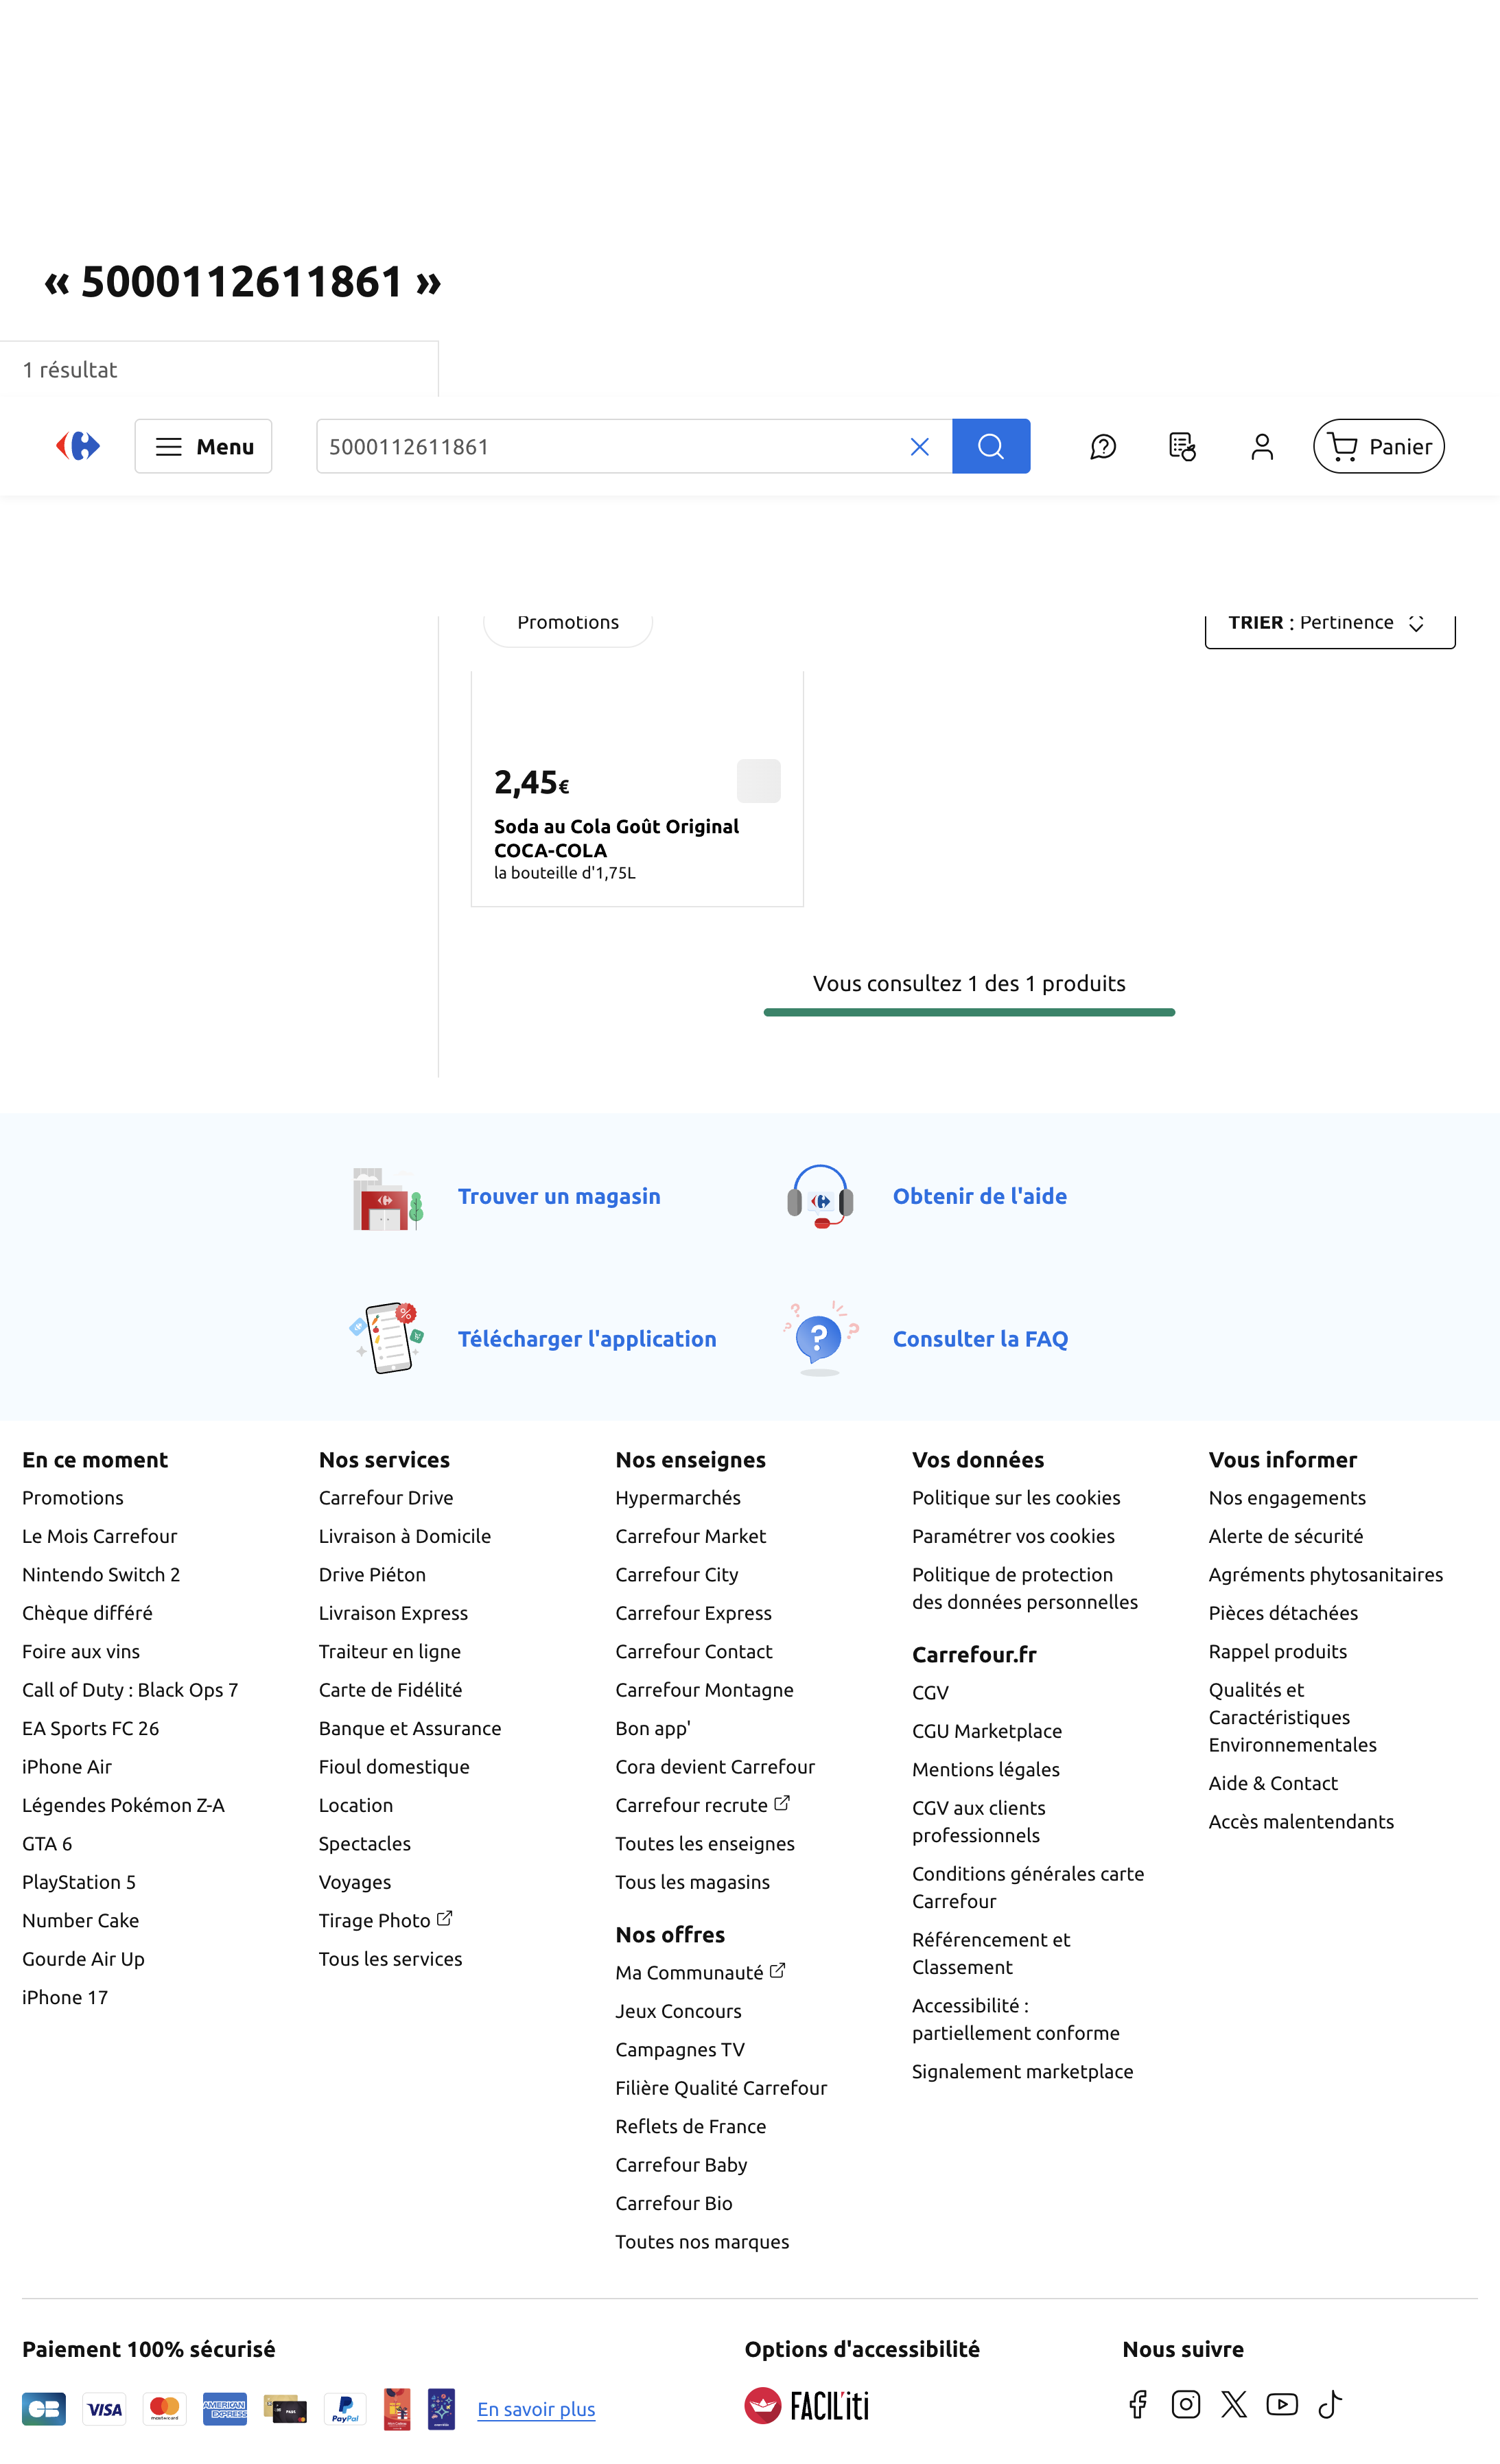 « 5000112611861 »
1 résultat
Menu
5000112611861
Panier
Promotions
TRIER : Pertinence
2,45€
Soda au Cola Goût Original
COCA-COLA
la bouteille d'1,75L
Vous consultez 1 des 1 produits
Trouver un magasin
Obtenir de l'aide
Télécharger l'application
Consulter la FAQ
En ce moment
Promotions
Le Mois Carrefour
Nintendo Switch 2
Chèque différé
Foire aux vins
Call of Duty : Black Ops 7
EA Sports FC 26
iPhone Air
Légendes Pokémon Z-A
GTA 6
PlayStation 5
Number Cake
Gourde Air Up
iPhone 17
Nos services
Carrefour Drive
Livraison à Domicile
Drive Piéton
Livraison Express
Traiteur en ligne
Carte de Fidélité
Banque et Assurance
Fioul domestique
Location
Spectacles
Voyages
Tirage Photo
Tous les services
Nos enseignes
Hypermarchés
Carrefour Market
Carrefour City
Carrefour Express
Carrefour Contact
Carrefour Montagne
Bon app'
Cora devient Carrefour
Carrefour recrute
Toutes les enseignes
Tous les magasins
Nos offres
Ma Communauté
Jeux Concours
Campagnes TV
Filière Qualité Carrefour
Reflets de France
Carrefour Baby
Carrefour Bio
Toutes nos marques
Vos données
Politique sur les cookies
Paramétrer vos cookies
Politique de protection
des données personnelles
Carrefour.fr
CGV
CGU Marketplace
Mentions légales
CGV aux clients
professionnels
Conditions générales carte
Carrefour
Référencement et
Classement
Accessibilité :
partiellement conforme
Signalement marketplace
Vous informer
Nos engagements
Alerte de sécurité
Agréments phytosanitaires
Pièces détachées
Rappel produits
Qualités et
Caractéristiques
Environnementales
Aide & Contact
Accès malentendants
Paiement 100% sécurisé
CB
VISA
mastercard
AMERICAN
EXPRESS
PASS
PayPal
En savoir plus
Options d'accessibilité
FACIL'iti
Nous suivre